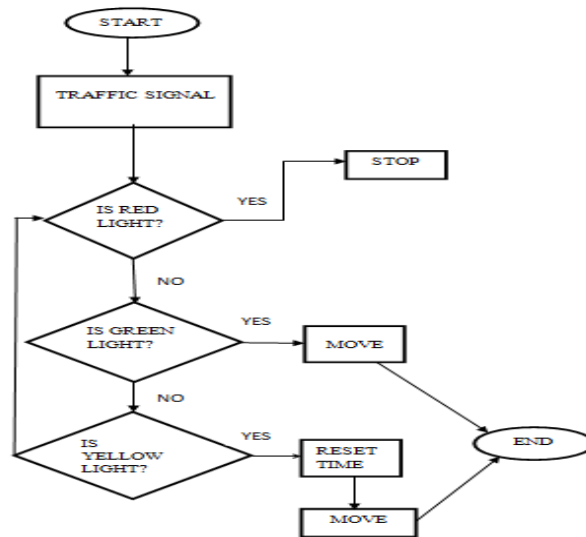 START
TRAFFIC SIGNAL
STOP
YES
IS RED
LIGHT?
NO
YES
IS GREEN
LIGHT?
MOVE
NO
YES
IS
YELLOW
LIGHT?
RESET
TIME
END
MOVE